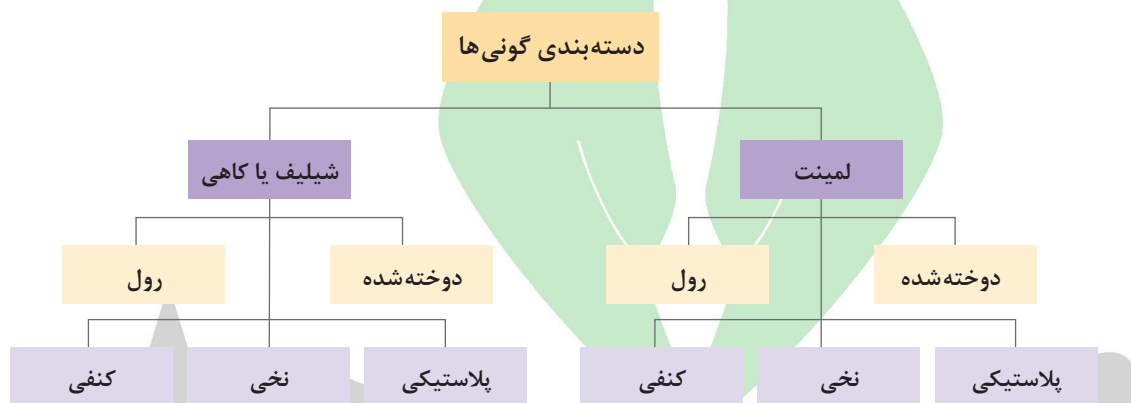 دسته‌بندی گونی‌ها
لمینت
شیلیف یا کاهی
دوخته‌شده
رول
دوخته‌شده
رول
پلاستیکی
نخی
کنفی
پلاستیکی
نخی
کنفی